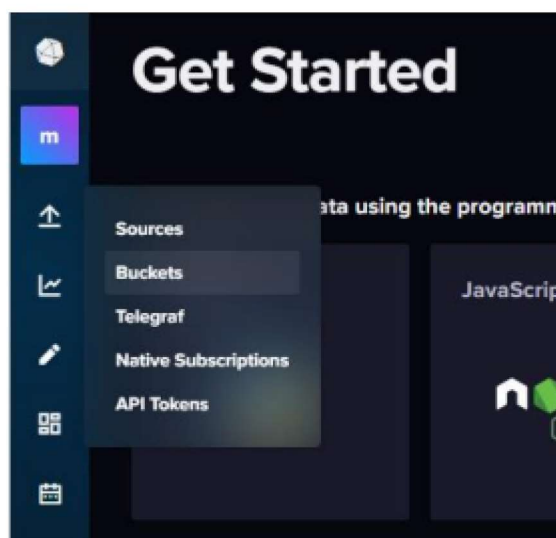 Get Started
m
ata using the programm
Sources
Buckets
JavaScrip
Telegraf
Native Subscriptions
API Tokens